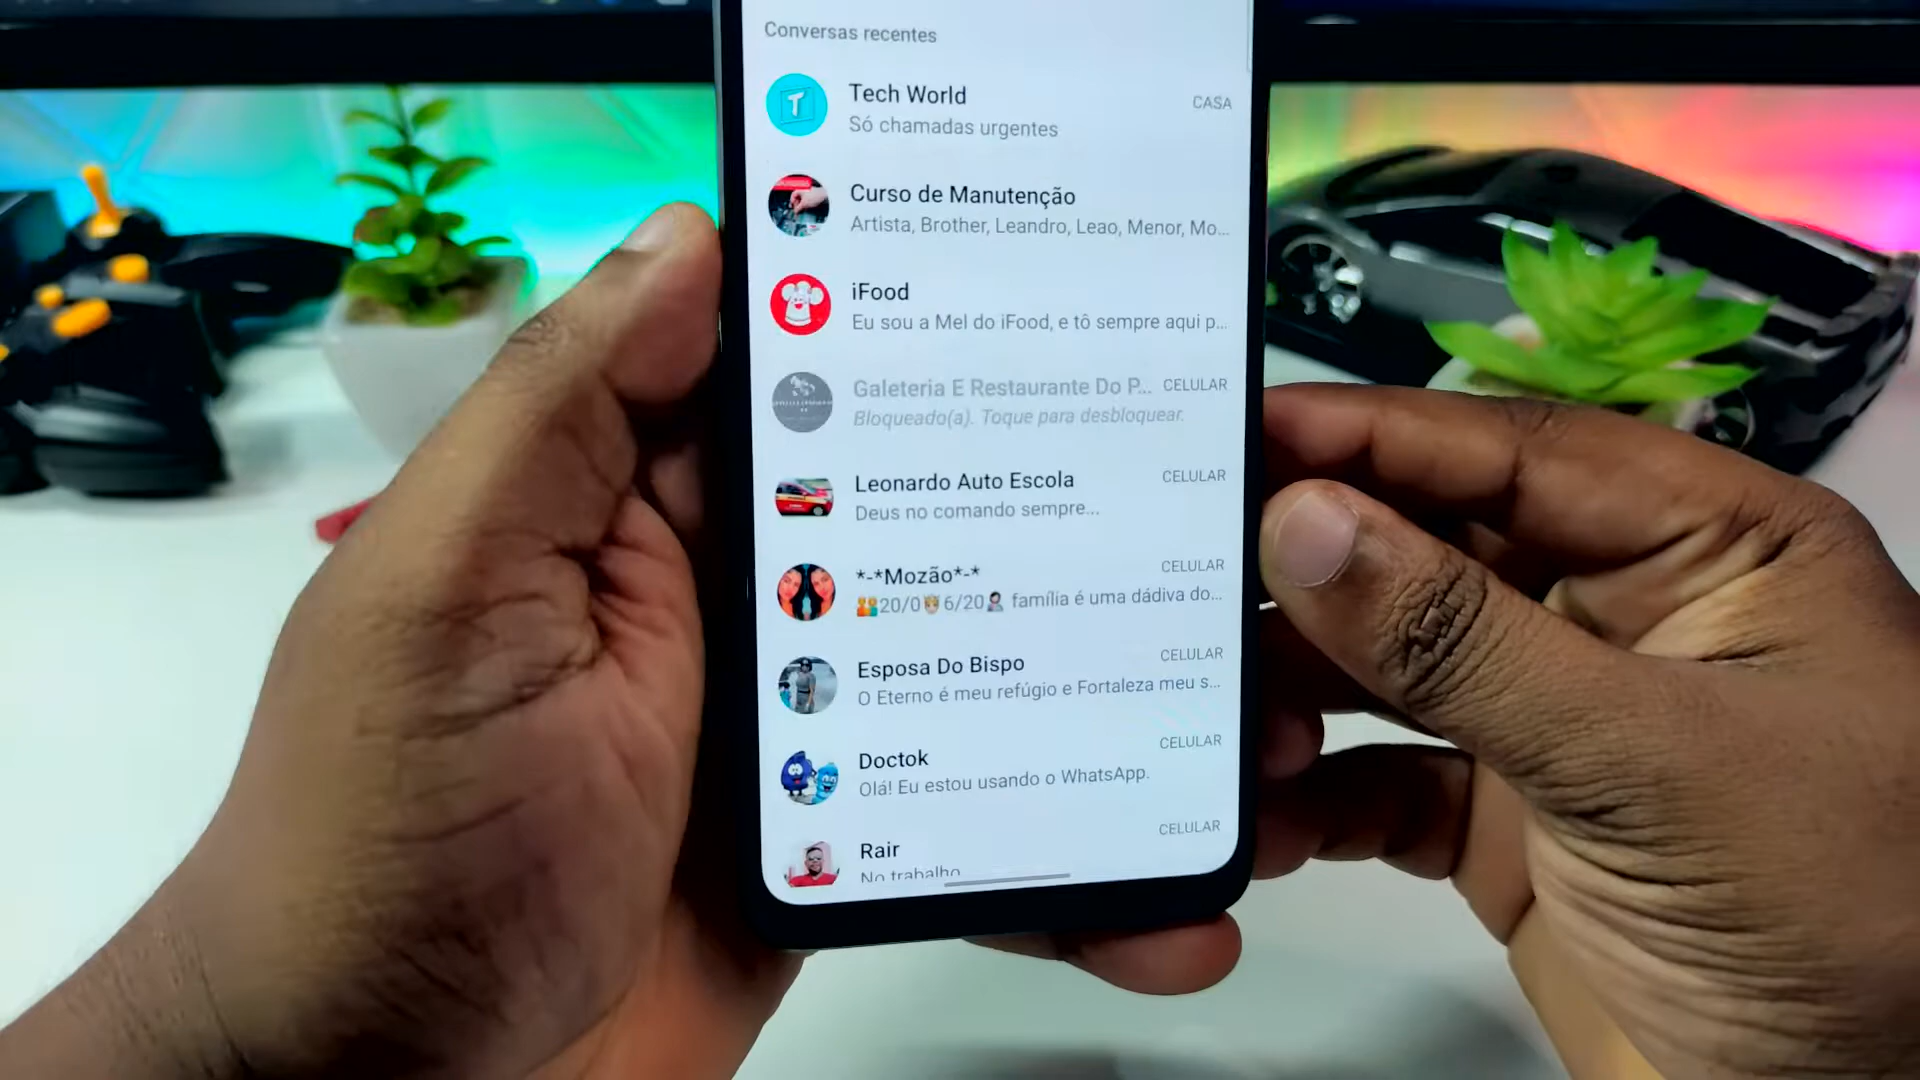 Conversas recentes
Tech World
CASA
Só chamadas urgentes
Curso de Manutenção
Artista, Brother, Leandro, Leao, Menor, Mo...
iFood
Eu sou a Mel do iFood, e tô sempre aqui p...
Galeteria E Restaurante Do P...
CELULAR
Bloqueado(a). Toque para desbloquear.
Leonardo Auto Escola
CELULAR
Deus no comando sempre...
*-*Mozão*-*
CELULAR
👫20/0👸6/20🤱 família é uma dádiva do...
Esposa Do Bispo
CELULAR
O Eterno é meu refúgio e Fortaleza meu s...
Doctok
CELULAR
Olá! Eu estou usando o WhatsApp.
Rair
CELULAR
No trabalho